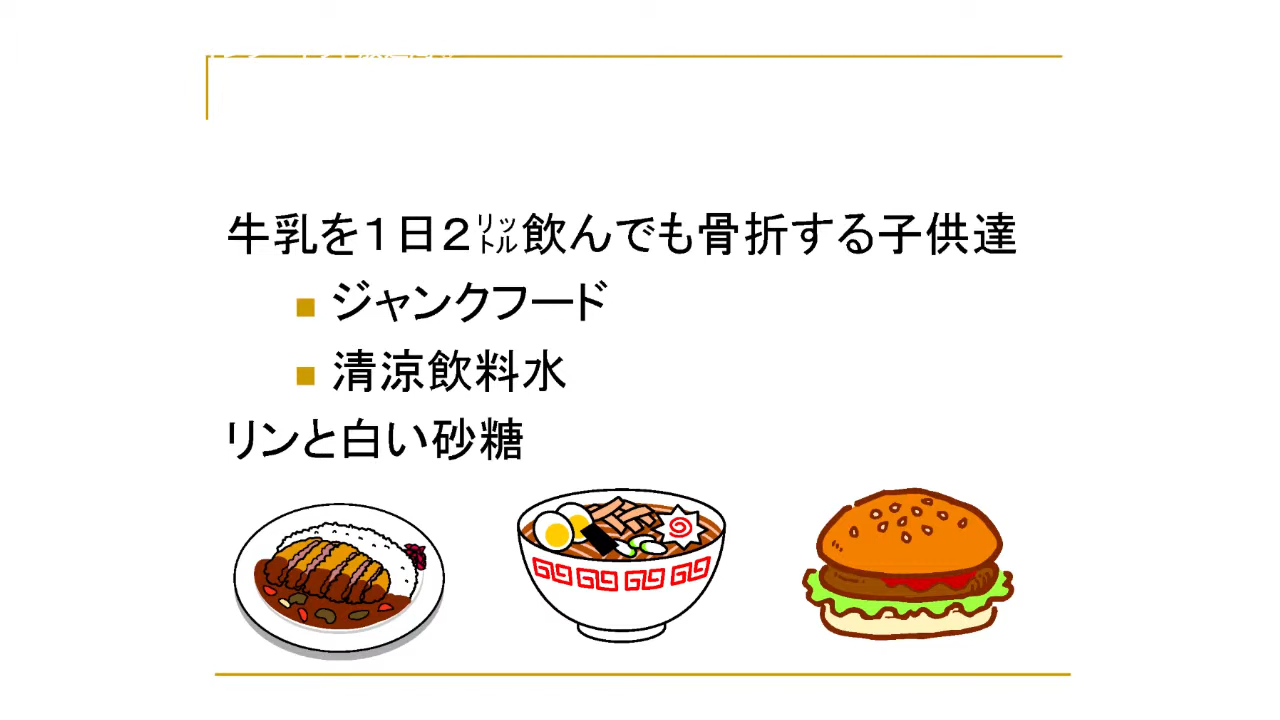 牛乳を１日２㍑飲んでも骨折する子供達
ジャンクフード
清涼飲料水
リンと白い砂糖